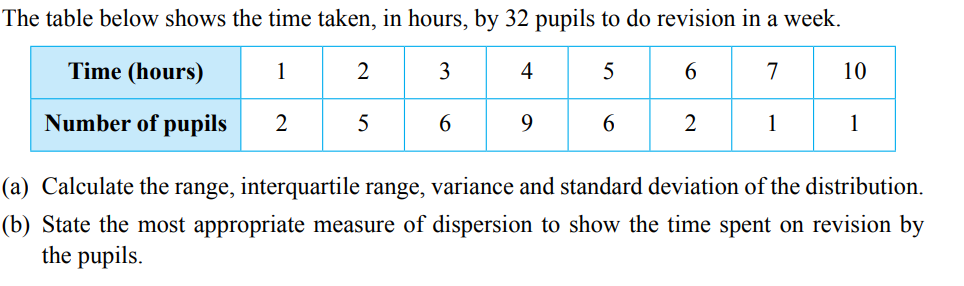 The table below shows the time taken, in hours, by 32 pupils to do revision in a week.
Time (hours) 1 2 3 4 5 6 7 10
Number of pupils 2 5 6 9 6 2 1 1
(a) Calculate the range, interquartile range, variance and standard deviation of the distribution.
(b) State the most appropriate measure of dispersion to show the time spent on revision by
the pupils.